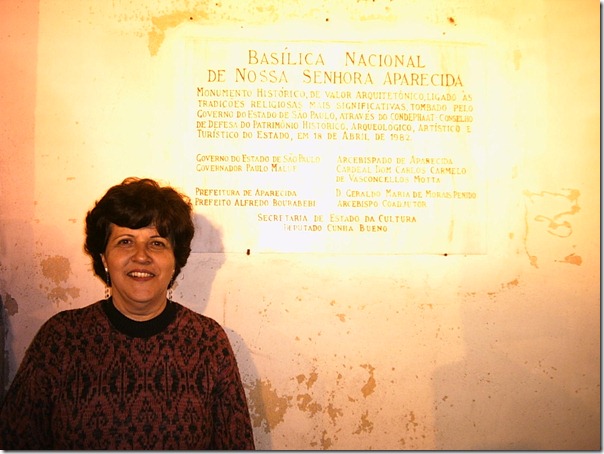 BASÍLICA NACIONAL
DE NOSSA SENHORA APARECIDA
MONUMENTO HISTÓRICO, DE VALOR ARQUITETÔNICO, LIGADO ÀS
TRADIÇÕES RELIGIOSAS MAIS SIGNIFICATIVAS, TOMBADO PELO
GOVERNO DO ESTADO DE SÃO PAULO, ATRAVÉS DO CONDEPHAAT-CONSELHO
DE DEFESA DO PATRIMÔNIO HISTÓRICO, ARQUEOLÓGICO, ARTÍSTICO E
TURÍSTICO DO ESTADO, EM 18 DE ABRIL DE 1982.
GOVERNO DO ESTADO DE SÃO PAULO
GOVERNADOR PAULO MALUF
ARCEBISPADO DE APARECIDA
CARDEAL DOM CARLOS CARMELO
DE VASCONCELLOS MOTTA
PREFEITURA DE APARECIDA
PREFEITO ALFREDO BOURABEBI
D. GERALDO MARIA DE MORAIS PENIDO
ARCEBISPO COADJUTOR
SECRETARIA DE ESTADO DA CULTURA
DEPUTADO CUNHA BUENO